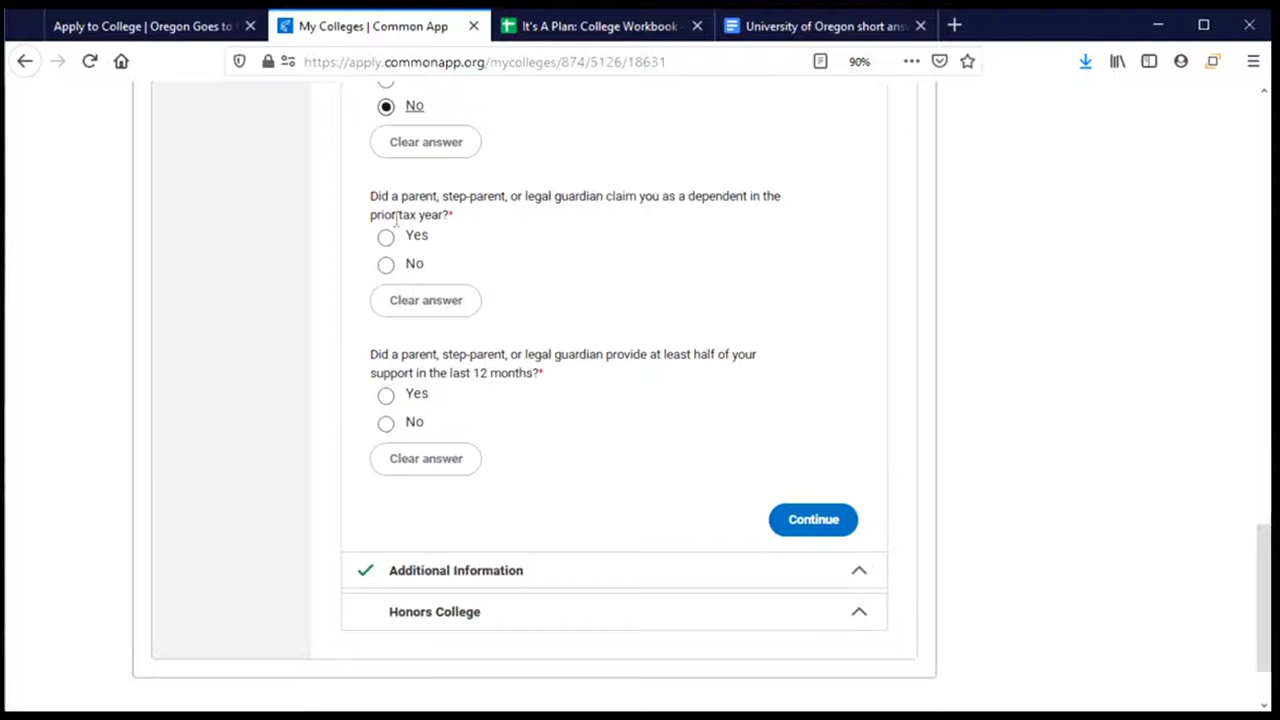 Apply to College | Oregon Goes to
My Colleges | Common App
It's A Plan: College Workbook
University of Oregon short ans
https://apply.commonapp.org/mycolleges/874/5126/18631
90%
No
Clear answer
Did a parent, step-parent, or legal guardian claim you as a dependent in the
prior tax year?*
Yes
No
Clear answer
Did a parent, step-parent, or legal guardian provide at least half of your
support in the last 12 months?*
Yes
No
Clear answer
Continue
Additional Information
Honors College